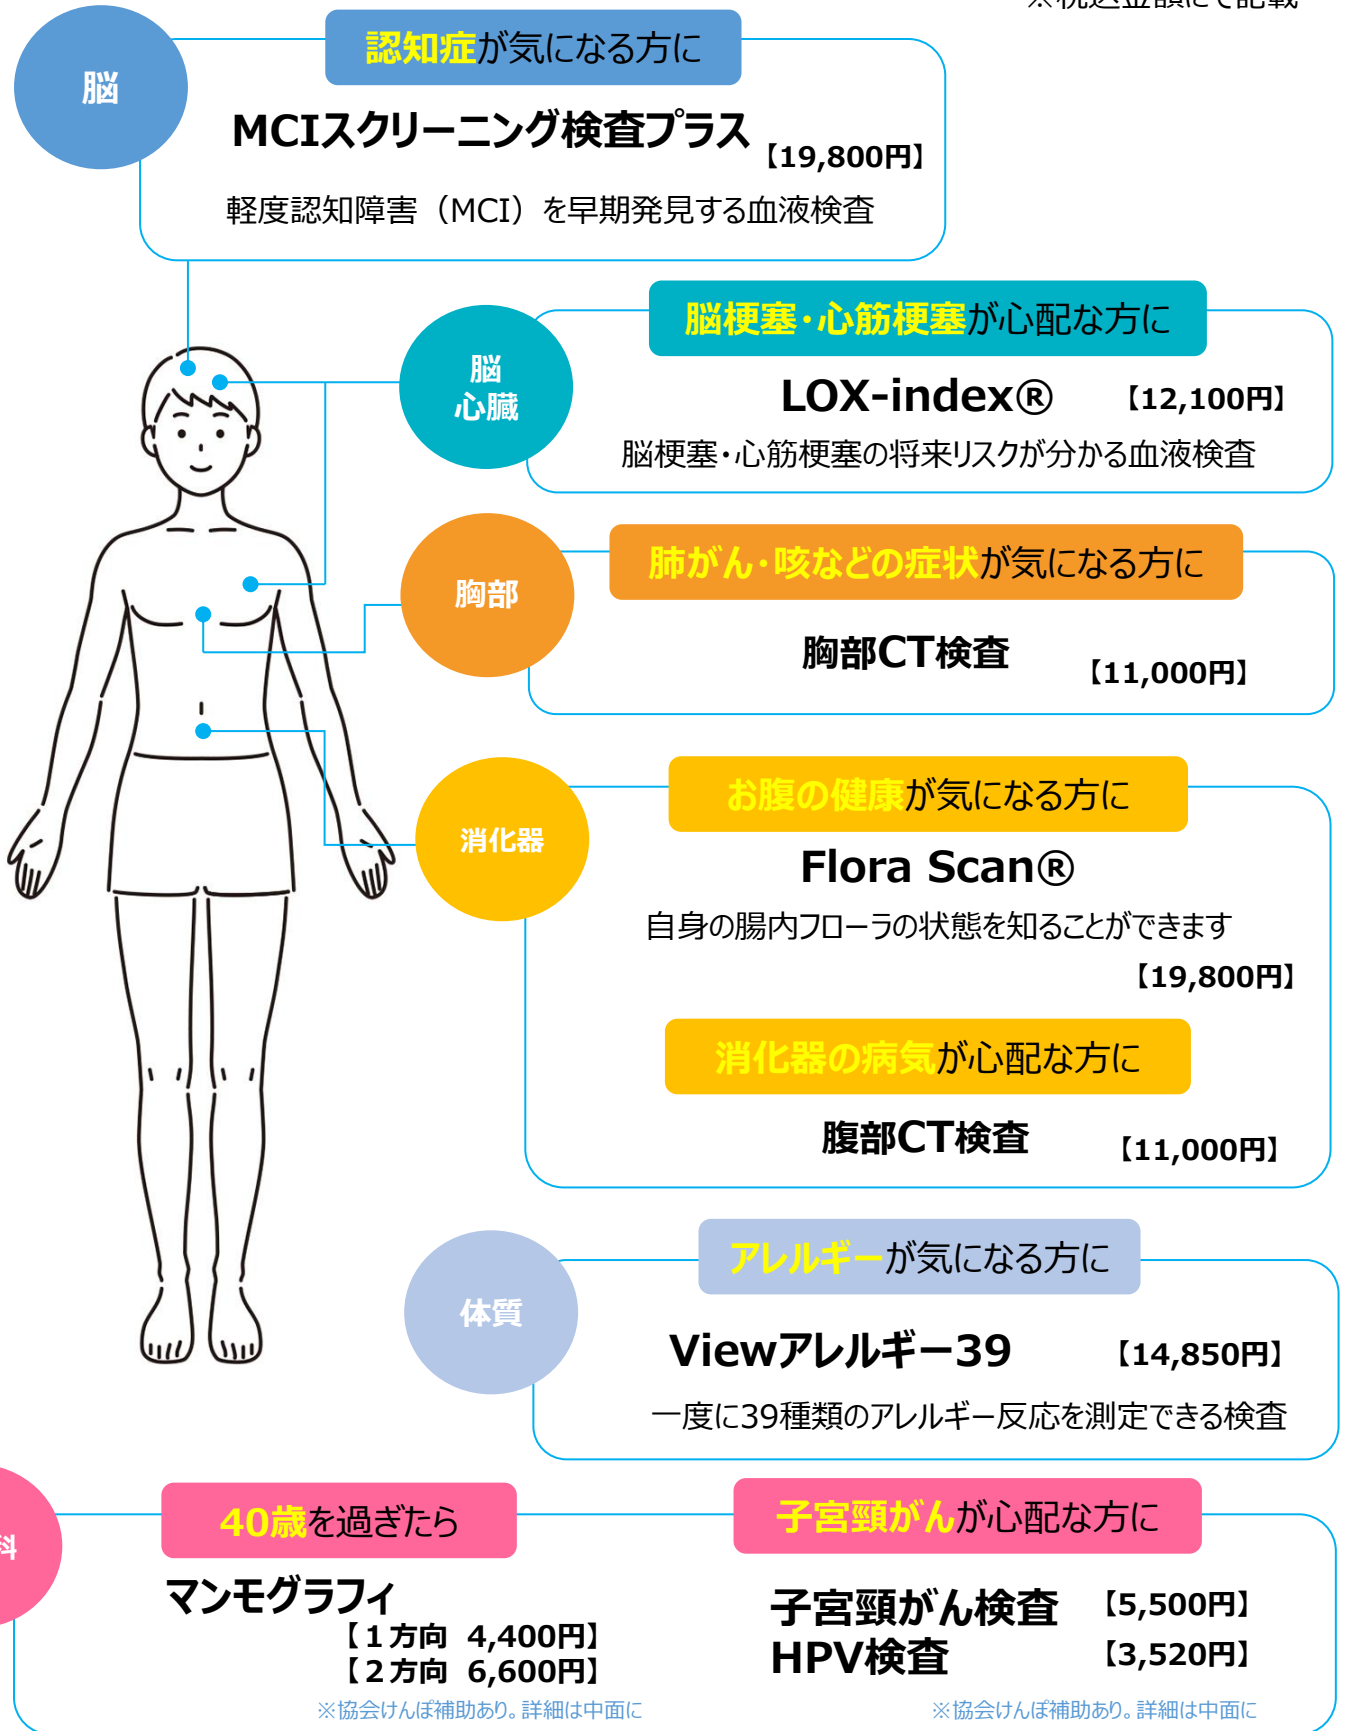 ※税込金額にて記載
脳
認知症が気になる方に
MCIスクリーニング検査プラス【19,800円】
軽度認知障害（MCI）を早期発見する血液検査
脳
心臓
脳梗塞・心筋梗塞が心配な方に
LOX-index® 【12,100円】
脳梗塞・心筋梗塞の将来リスクが分かる血液検査
胸部
肺がん・咳などの症状が気になる方に
胸部CT検査 【11,000円】
消化器
お腹の健康が気になる方に
Flora Scan®
自身の腸内フローラの状態を知ることができます
【19,800円】
消化器の病気が心配な方に
腹部CT検査 【11,000円】
体質
アレルギーが気になる方に
Viewアレルギー39 【14,850円】
一度に39種類のアレルギー反応を測定できる検査
科
40歳を過ぎたら
マンモグラフィ
【１方向 4,400円】
【２方向 6,600円】
※協会けんぽ補助あり。詳細は中面に
子宮頸がんが心配な方に
子宮頸がん検査 【5,500円】
HPV検査 【3,520円】
※協会けんぽ補助あり。詳細は中面に